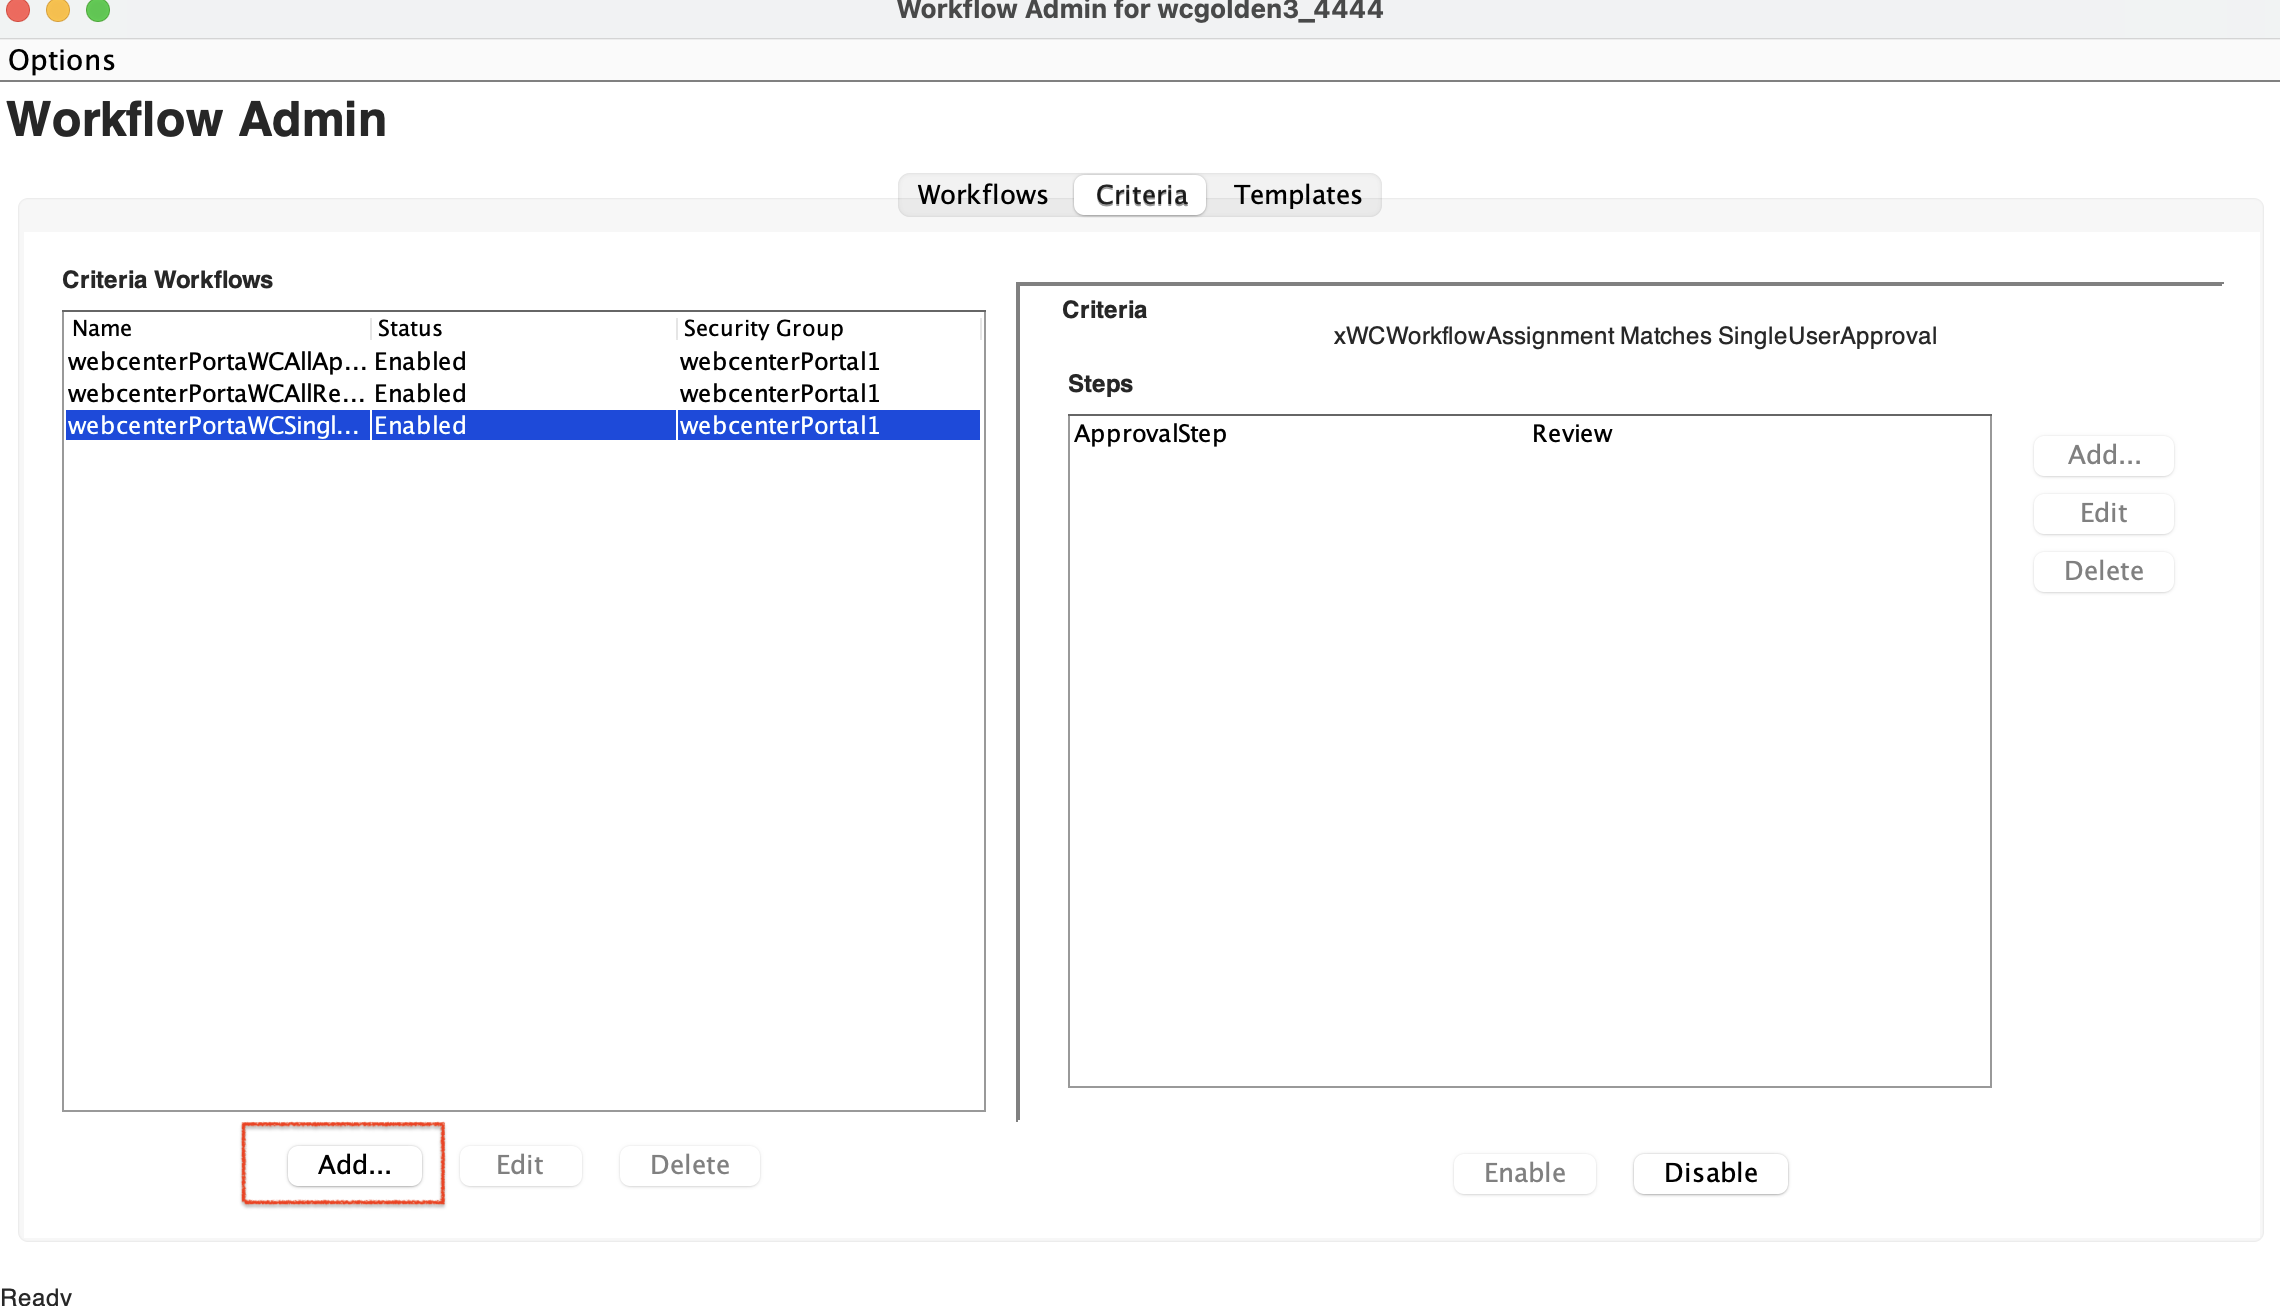 Workflow Admin for wcgolden3_4444
Options
Workflow Admin
Workflows Criteria Templates
Criteria Workflows
Name Status Security Group
webcenterPortaWCAllAp... Enabled webcenterPortal1
webcenterPortaWCAllRe... Enabled webcenterPortal1
webcenterPortaWCSingl... Enabled webcenterPortal1
Add... Edit Delete
Criteria
xWCWorkflowAssignment Matches SingleUserApproval
Steps
ApprovalStep Review
Add...
Edit
Delete
Enable Disable
Ready